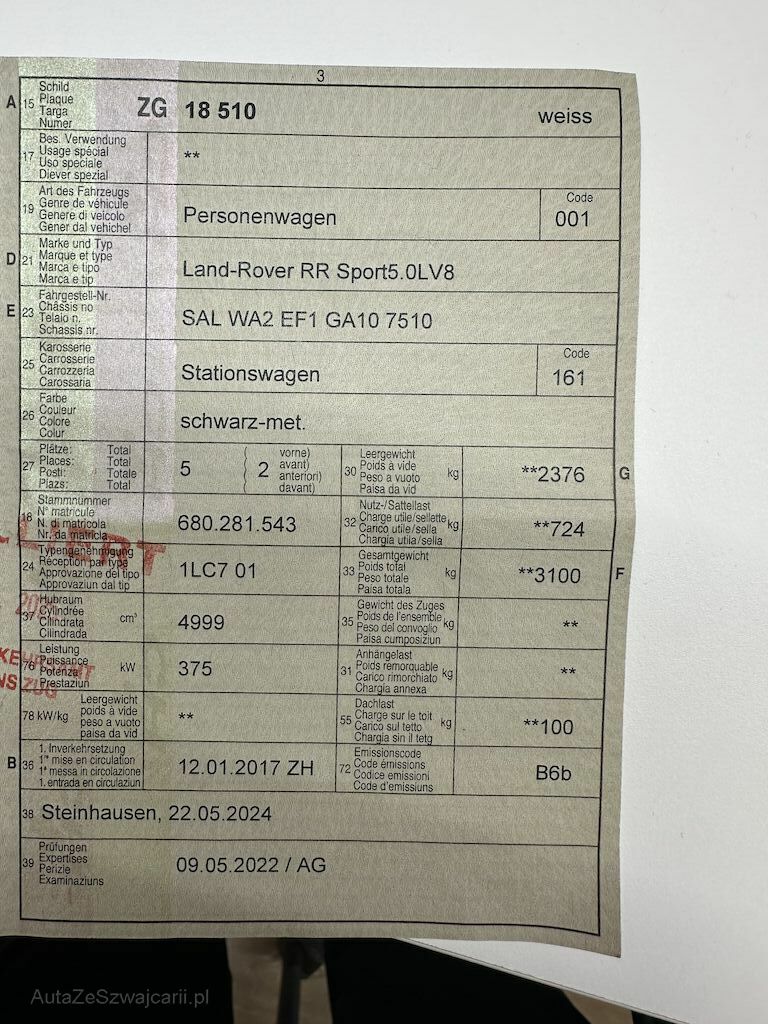 3
A 15 Schild
Plaque
Targa
Numer
ZG 18 510 weiss
17 Bes. Verwendung
Usage spécial
Uso speciale
Diever spezial
**
19 Art des Fahrzeugs
Genre de véhicule
Genere di veicolo
Gener dal vehichel
Personenwagen
Code
001
D 21 Marke und Typ
Marque et type
Marca e tipo
Marca e tip
Land-Rover RR Sport5.0LV8
E 23 Fahrgestell-Nr.
Châssis no
Telaio n.
Schassis nr.
SAL WA2 EF1 GA10 7510
25 Karosserie
Carrosserie
Carrozzeria
Carossaria
Stationswagen
Code
161
26 Farbe
Couleur
Colore
Colur
schwarz-met.
27 Plätze: Total
Places: Total
Posti: Totale
Plazs: Total
5 ( 2 vorne)
avant)
anteriori)
davant)
30 Leergewicht
Poids à vide
Peso a vuoto
Paisa da vid
kg **2376 G
18 Stammnummer
N° matricule
N. di matricola
Nr. da matricla
680.281.543
32 Nutz-/Sattellast
Charge utile/sellette
Carico utile/sella
Chargia utila/sella
kg **724
24 Typengenehmigung
Réception par type
Approvazione del tipo
Approvaziun dal tip
1LC7 01
33 Gesamtgewicht
Poids total
Peso totale
Paisa totala
kg **3100 F
37 Hubraum
Cylindrée
Cilindrata
Cilindrada
cm³ 4999
35 Gewicht des Zuges
Poids de l'ensemble
Peso del convoglio
Paisa cumposiziun
kg **
76 Leistung
Puissance
Potenza
Prestaziun
kW 375
31 Anhängelast
Poids remorquable
Carico rimorchiato
Chargia annexa
kg **
78 kW/kg Leergewicht
poids à vide
peso a vuoto
paisa da vid
**
55 Dachlast
Charge sur le toit
Carico sul tetto
Chargia sin il tetg
kg **100
B 36 1. Inverkehrsetzung
1re mise en circulation
1a messa in circolazione
1. entrada en circulaziun
12.01.2017 ZH
72 Emissionscode
Code émissions
Codice emissioni
Code d'emissiuns
B6b
38 Steinhausen, 22.05.2024
39 Prüfungen
Expertises
Perizie
Examinaziuns
09.05.2022 / AG
AutaZeSzwajcarii.pl